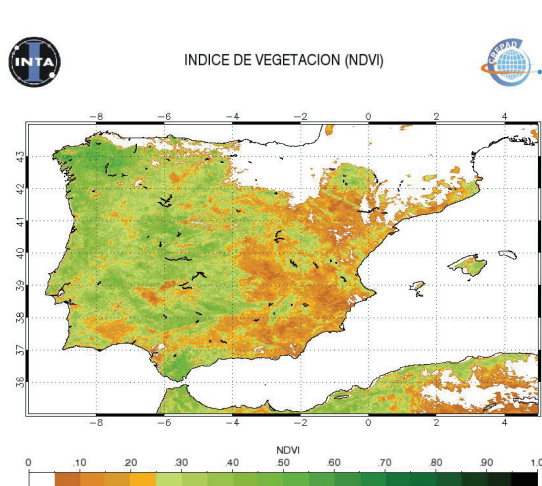 INTA
INDICE DE VEGETACION (NDVI)
CREPAD
-8 -6 -4 -2 0 2 4
43
42
41
40
39
38
37
36
-8 -6 -4 -2 0 2 4
NDVI
0 .10 .20 .30 .40 .50 .60 .70 .80 .90 1.0